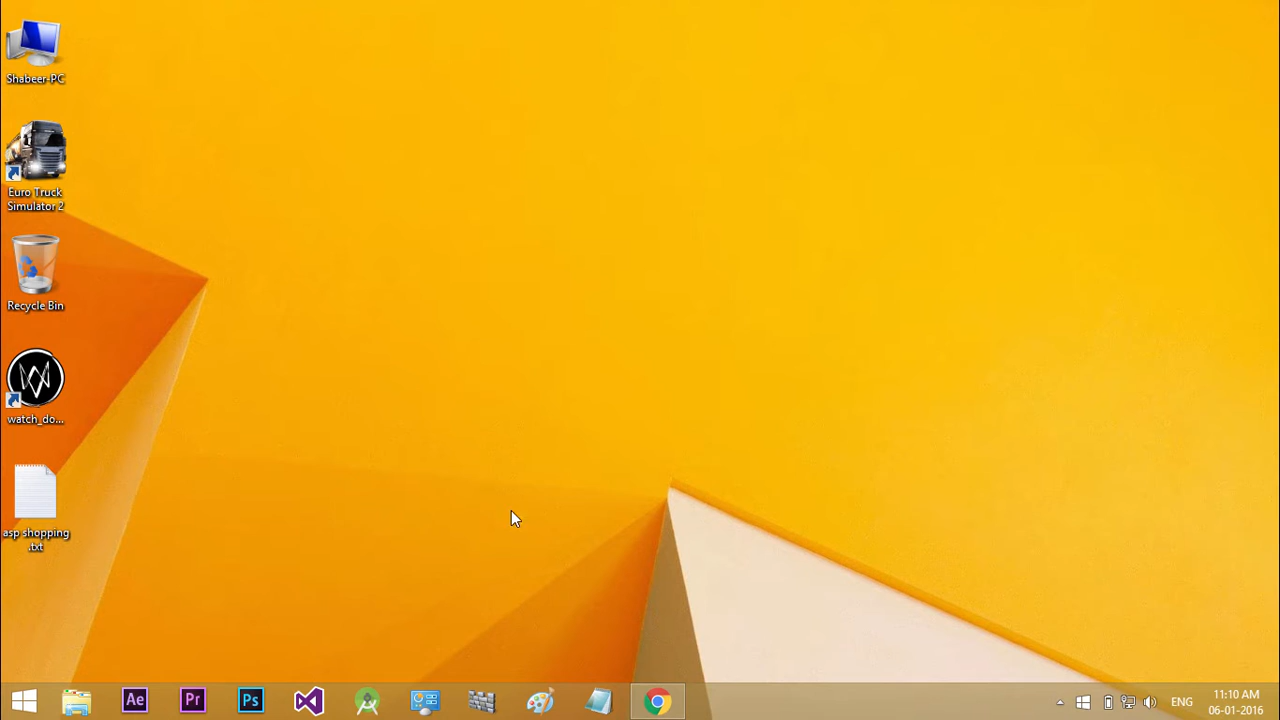 Shabeer-PC
Euro Truck
Simulator 2
Recycle Bin
watch_do...
asp shopping
.txt
Ae
Pr
Ps
ENG
11:10 AM
06-01-2016